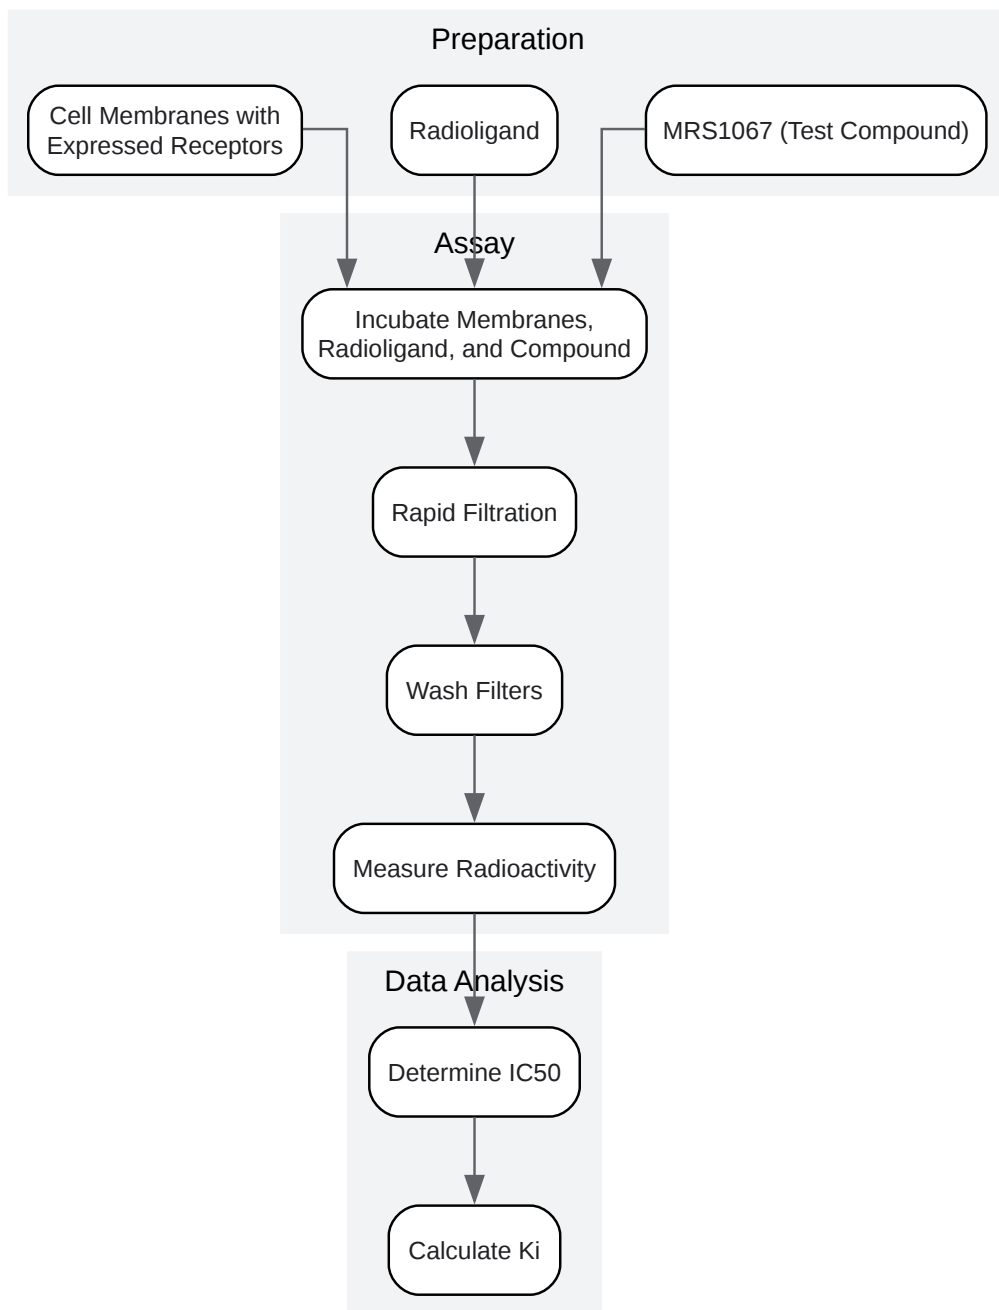 Preparation
Cell Membranes with
Expressed Receptors
Radioligand
MRS1067 (Test Compound)
Assay
Incubate Membranes,
Radioligand, and Compound
Rapid Filtration
Wash Filters
Measure Radioactivity
Data Analysis
Determine IC50
Calculate Ki